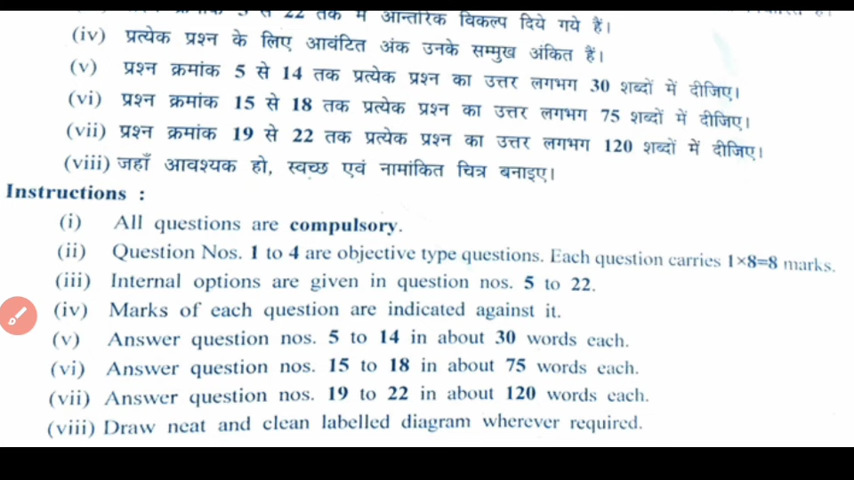 5 से 22 तक में आन्तरिक विकल्प दिये गये हैं।
(iv) प्रत्येक प्रश्न के लिए आवंटित अंक उनके सम्मुख अंकित हैं।
(v) प्रश्न क्रमांक 5 से 14 तक प्रत्येक प्रश्न का उत्तर लगभग 30 शब्दों में दीजिए।
(vi) प्रश्न क्रमांक 15 से 18 तक प्रत्येक प्रश्न का उत्तर लगभग 75 शब्दों में दीजिए।
(vii) प्रश्न क्रमांक 19 से 22 तक प्रत्येक प्रश्न का उत्तर लगभग 120 शब्दों में दीजिए।
(viii) जहाँ आवश्यक हो, स्वच्छ एवं नामांकित चित्र बनाइए।
Instructions :
(i) All questions are compulsory.
(ii) Question Nos. 1 to 4 are objective type questions. Each question carries 1×8=8 marks.
(iii) Internal options are given in question nos. 5 to 22.
(iv) Marks of each question are indicated against it.
(v) Answer question nos. 5 to 14 in about 30 words each.
(vi) Answer question nos. 15 to 18 in about 75 words each.
(vii) Answer question nos. 19 to 22 in about 120 words each.
(viii) Draw neat and clean labelled diagram wherever required.